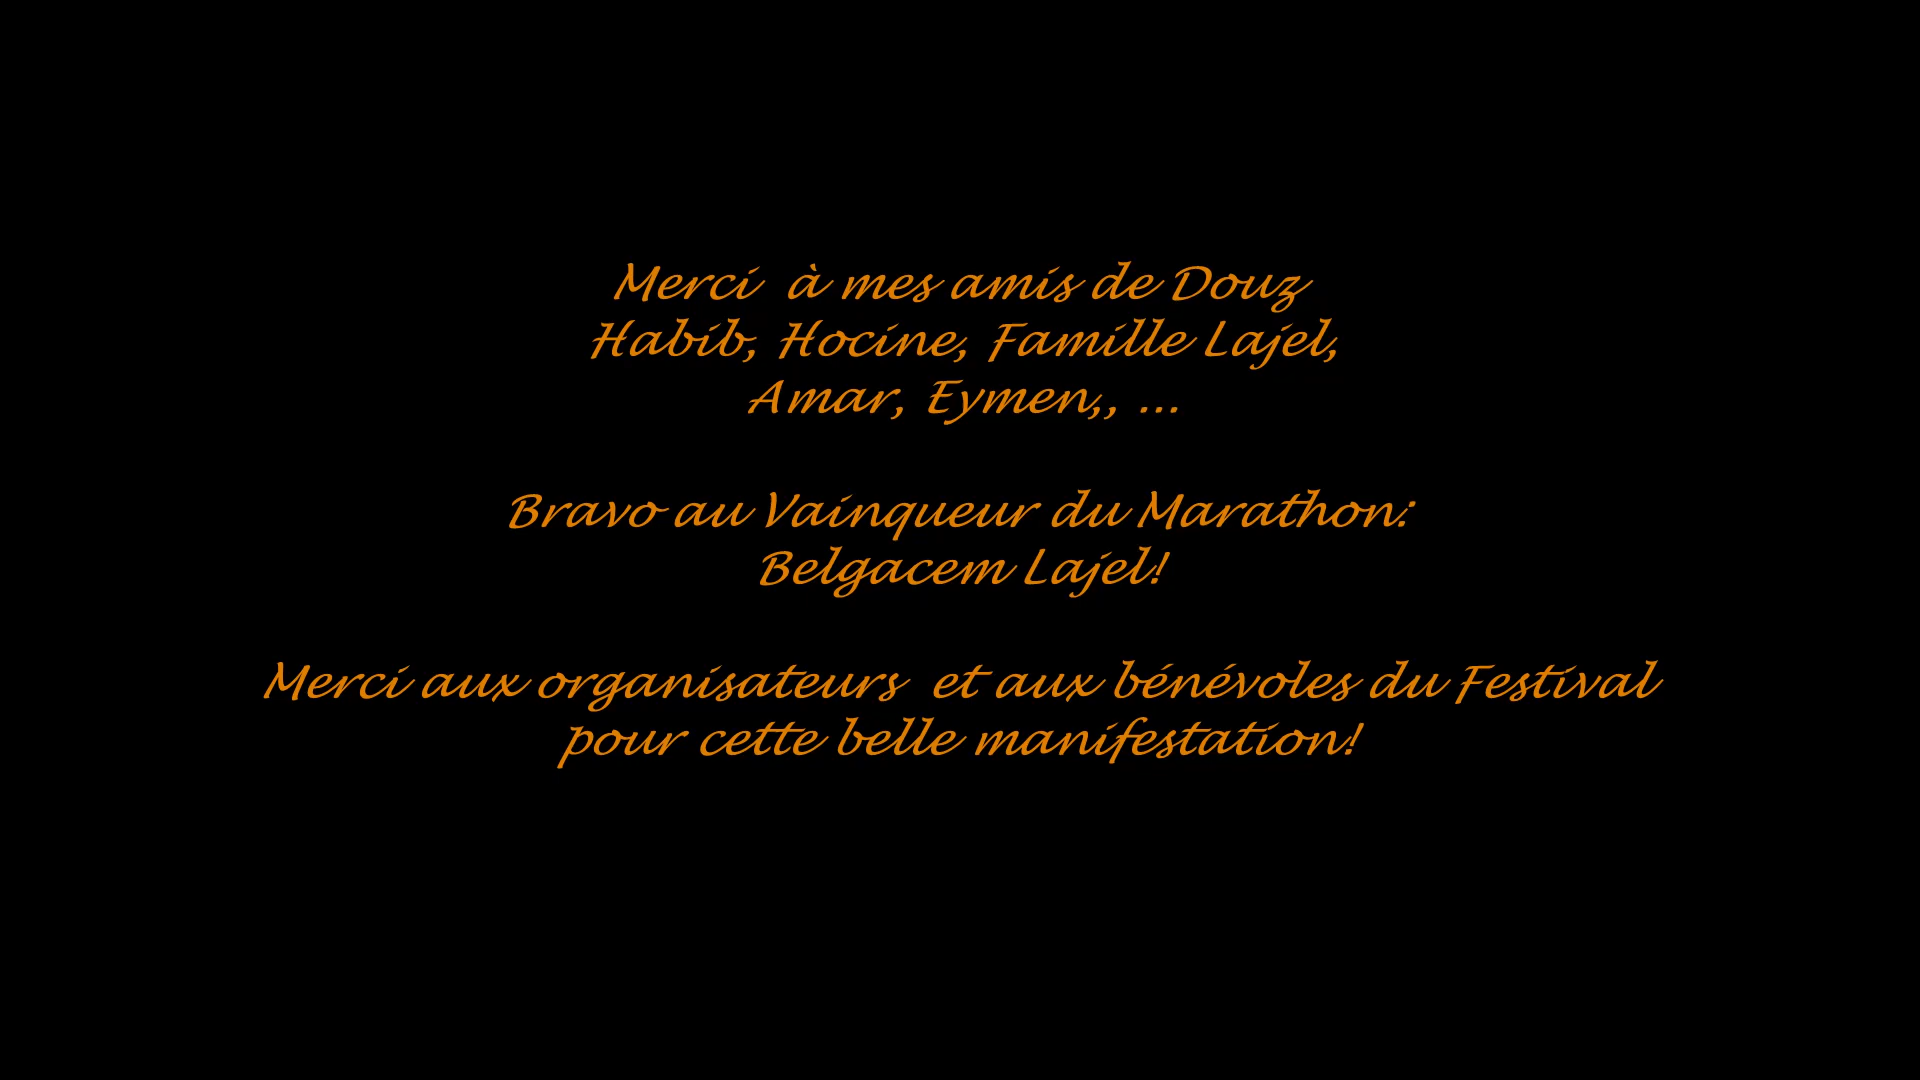 Merci à mes amis de Douz
Habib, Hocine, Famille Lajel,
Amar, Eymen,, ...
Bravo au Vainqueur du Marathon:
Belgacem Lajel!
Merci aux organisateurs et aux bénévoles du Festival
pour cette belle manifestation!